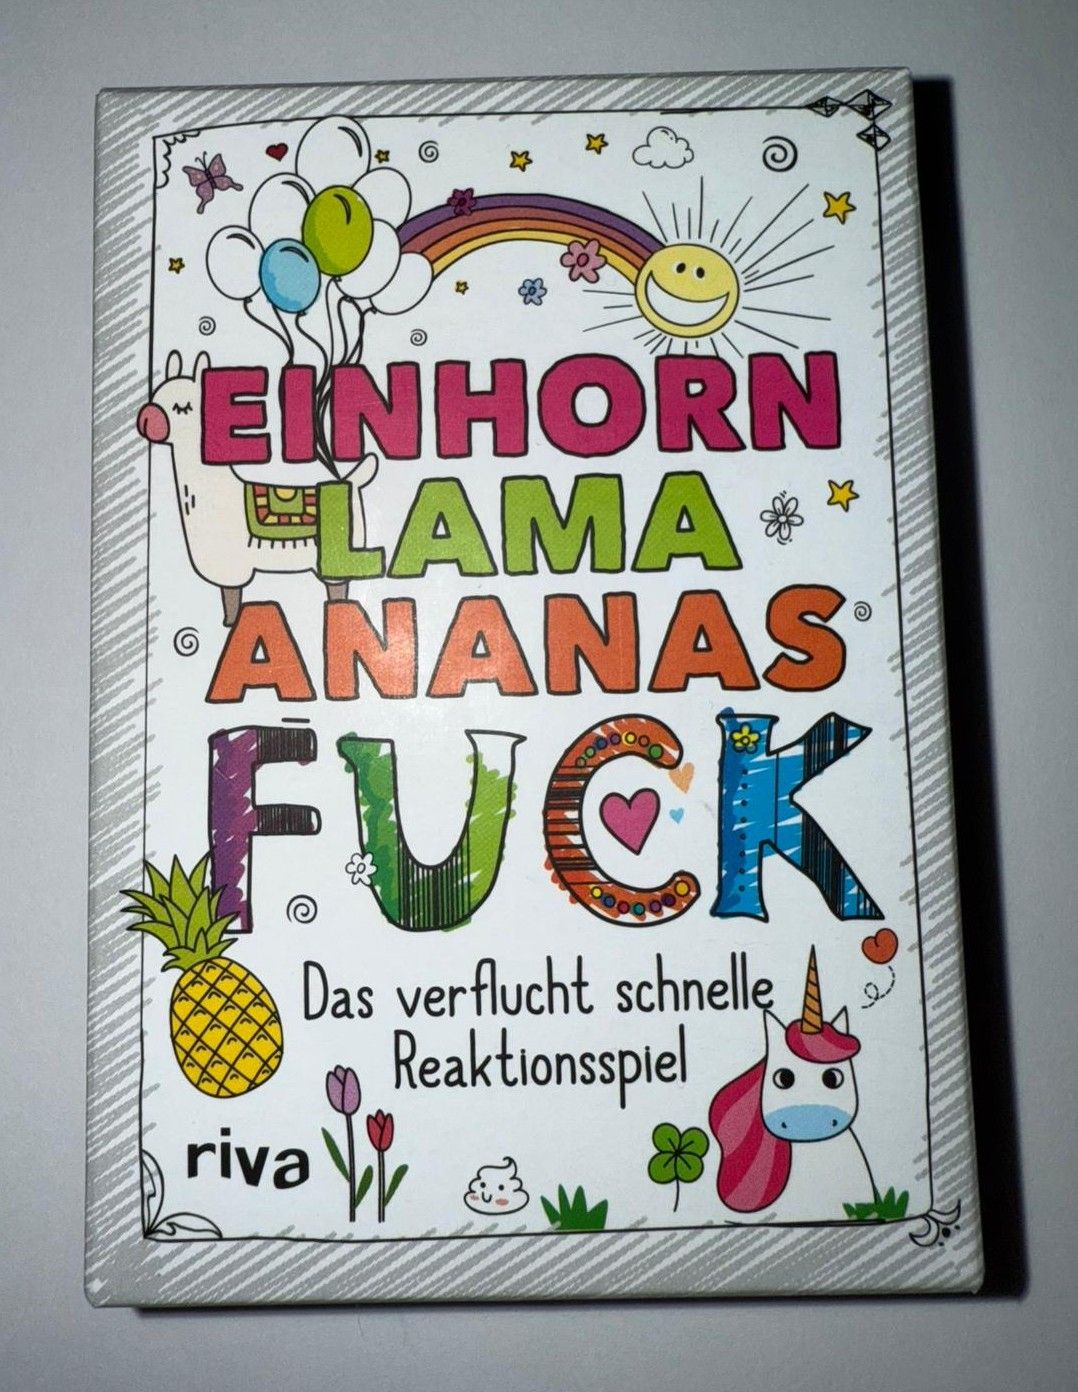 EINHORN
LAMA
ANANAS
FUCK
Das verflucht schnelle
Reaktionsspiel
riva